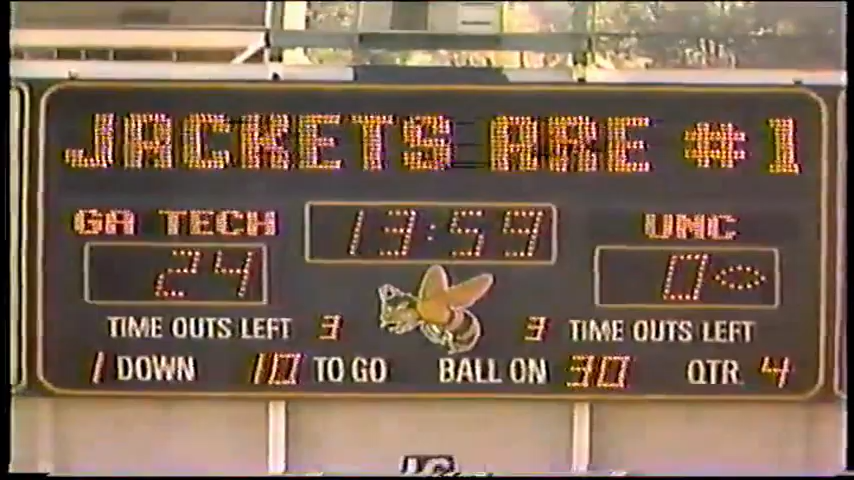 JACKETS ARE #1
GA TECH 13:59 UNC
24 0
TIME OUTS LEFT 3 3 TIME OUTS LEFT
1 DOWN 10 TO GO BALL ON 30 QTR. 4